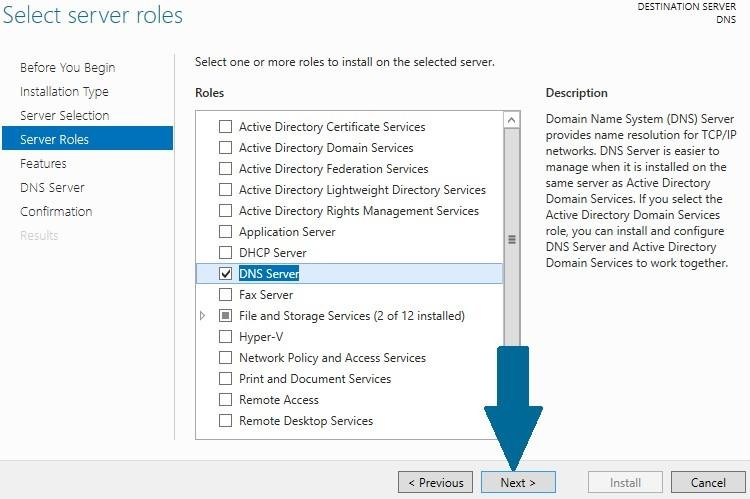 Select server roles
DESTINATION SERVER
DNS
Before You Begin
Installation Type
Server Selection
Server Roles
Features
DNS Server
Confirmation
Results
Select one or more roles to install on the selected server.
Roles
Active Directory Certificate Services
Active Directory Domain Services
Active Directory Federation Services
Active Directory Lightweight Directory Services
Active Directory Rights Management Services
Application Server
DHCP Server
DNS Server
Fax Server
File and Storage Services (2 of 12 installed)
Hyper-V
Network Policy and Access Services
Print and Document Services
Remote Access
Remote Desktop Services
Description
Domain Name System (DNS) Server
provides name resolution for TCP/IP
networks. DNS Server is easier to
manage when it is installed on the
same server as Active Directory
Domain Services. If you select the
Active Directory Domain Services
role, you can install and configure
DNS Server and Active Directory
Domain Services to work together.
< Previous
Next >
Install
Cancel